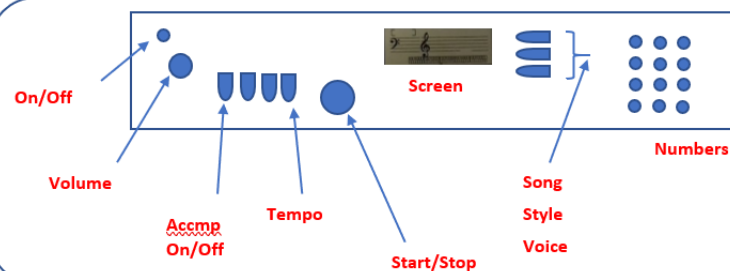 Screen
On/Off
Numbers
Volume
Song
Style
Voice
Accmp
On/Off
Tempo
Start/Stop